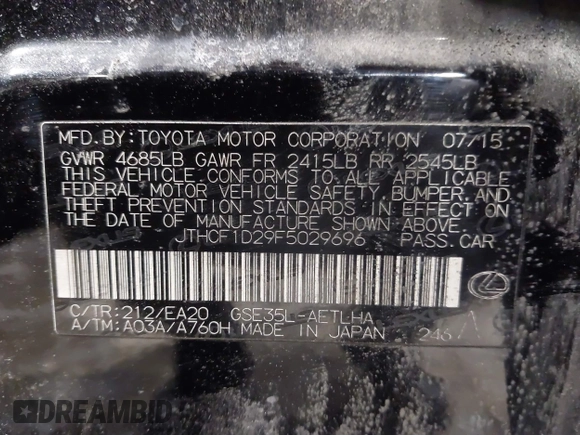 MFD.BY:TOYOTA MOTOR CORPORATION 07/15
GVWR 4685LB GAWR FR 2415LB RR 2545LB
THIS VEHICLE CONFORMS TO ALL APPLICABLE
FEDERAL MOTOR VEHICLE SAFETY, BUMPER, AND
THEFT PREVENTION STANDARDS IN EFFECT ON
THE DATE OF MANUFACTURE SHOWN ABOVE.
JTHCF1D29F5029696 PASS.CAR
C/TR:212/EA20 GSE35L-AETLHA
A/TM:A03A/A760H MADE IN JAPAN 246
DREAMBID